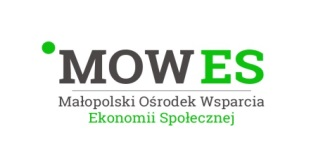 MOWES
Małopolski Ośrodek Wsparcia
Ekonomii Społecznej